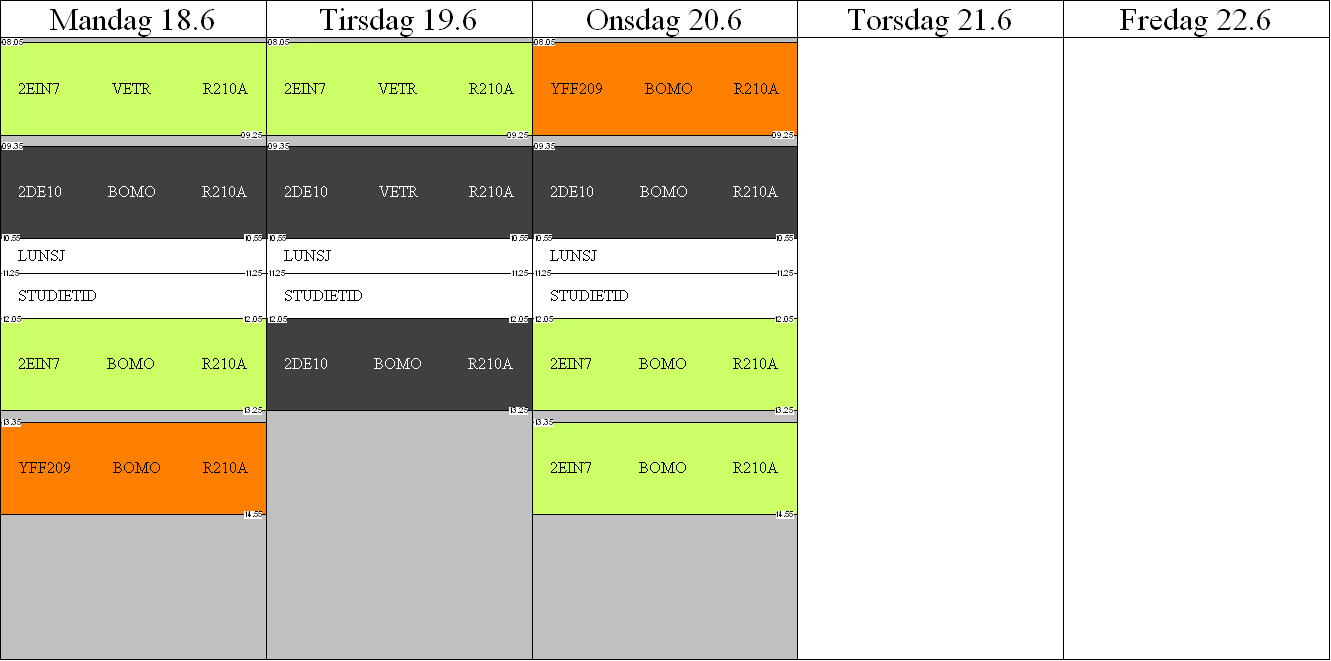 Mandag 18.6
08.05
2EIN7 VETR R210A
09.25
09.35
2DE10 BOMO R210A
10.55 10.55
LUNSJ
11.25 11.25
STUDIETID
12.05 12.05
2EIN7 BOMO R210A
13.25
13.35
YFF209 BOMO R210A
14.55
Tirsdag 19.6
08.05
2EIN7 VETR R210A
09.25
09.35
2DE10 VETR R210A
10.55 10.55
LUNSJ
11.25 11.25
STUDIETID
12.05 12.05
2DE10 BOMO R210A
13.25
Onsdag 20.6
08.05
YFF209 BOMO R210A
09.25
09.35
2DE10 BOMO R210A
10.55 10.55
LUNSJ
11.25 11.25
STUDIETID
12.05 12.05
2EIN7 BOMO R210A
13.25
13.35
2EIN7 BOMO R210A
14.55
Torsdag 21.6
Fredag 22.6